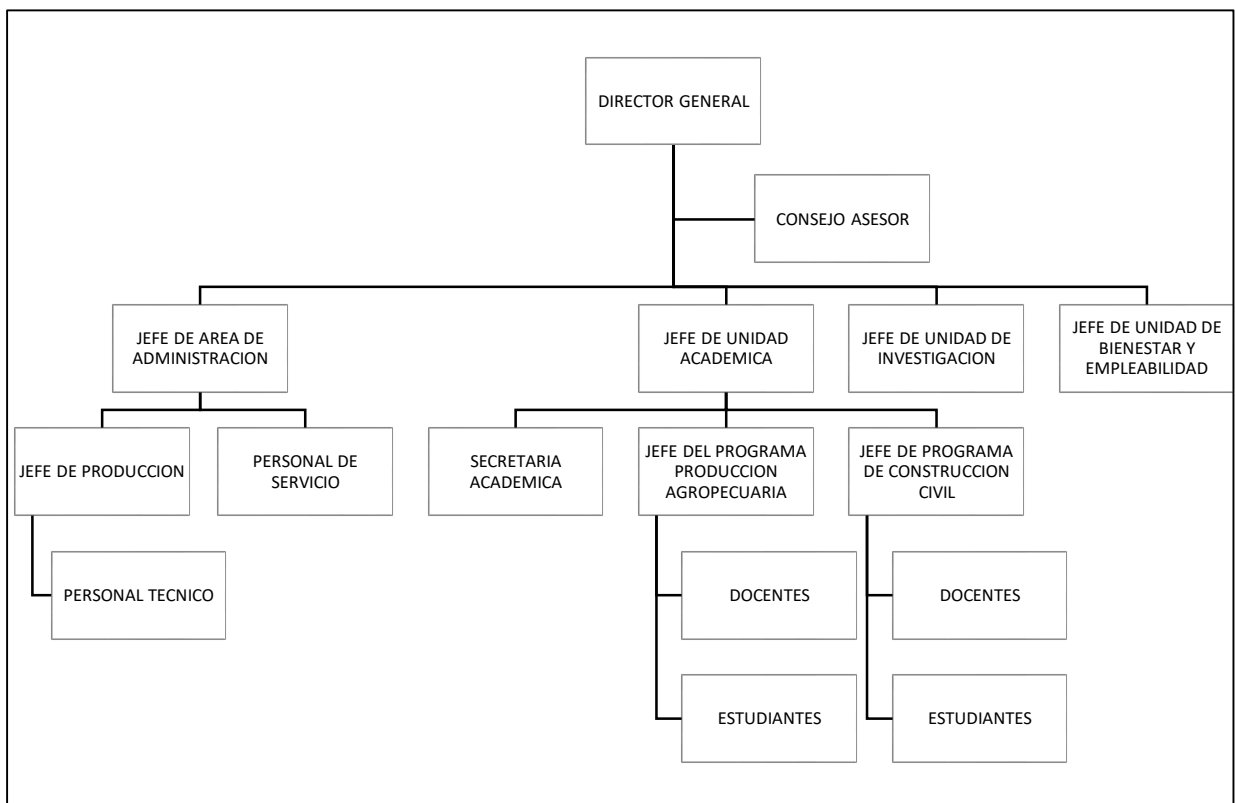 DIRECTOR GENERAL
CONSEJO ASESOR
JEFE DE AREA DE
ADMINISTRACION
JEFE DE UNIDAD
ACADEMICA
JEFE DE UNIDAD DE
INVESTIGACION
JEFE DE UNIDAD DE
BIENESTAR Y
EMPLEABILIDAD
JEFE DE PRODUCCION
PERSONAL DE
SERVICIO
SECRETARIA
ACADEMICA
JEFE DEL PROGRAMA
PRODUCCION
AGROPECUARIA
JEFE DE PROGRAMA
DE CONSTRUCCION
CIVIL
PERSONAL TECNICO
DOCENTES
DOCENTES
ESTUDIANTES
ESTUDIANTES